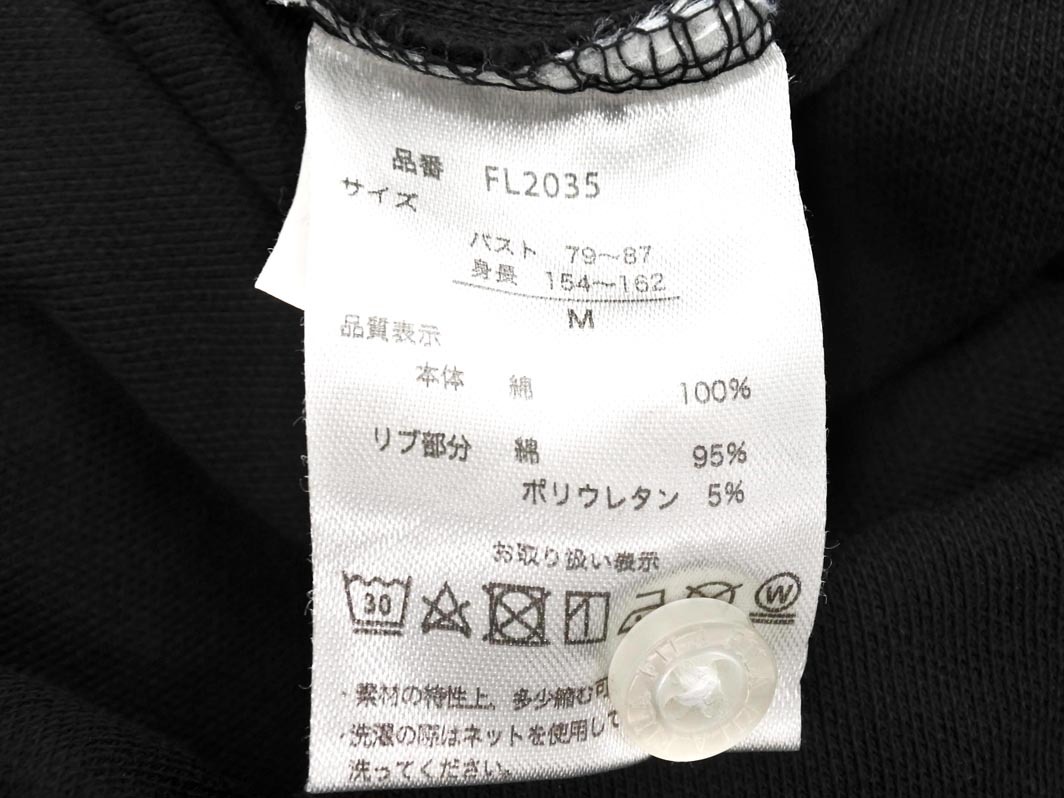 品番 FL2035
サイズ
バスト 79〜87
身長 154〜162
M
品質表示
本体 綿 100%
リブ部分 綿 95%
ポリウレタン 5%
お取り扱い表示
30 W
・素材の特性上、多少縮む可
・洗濯の際はネットを使用して
洗ってください。